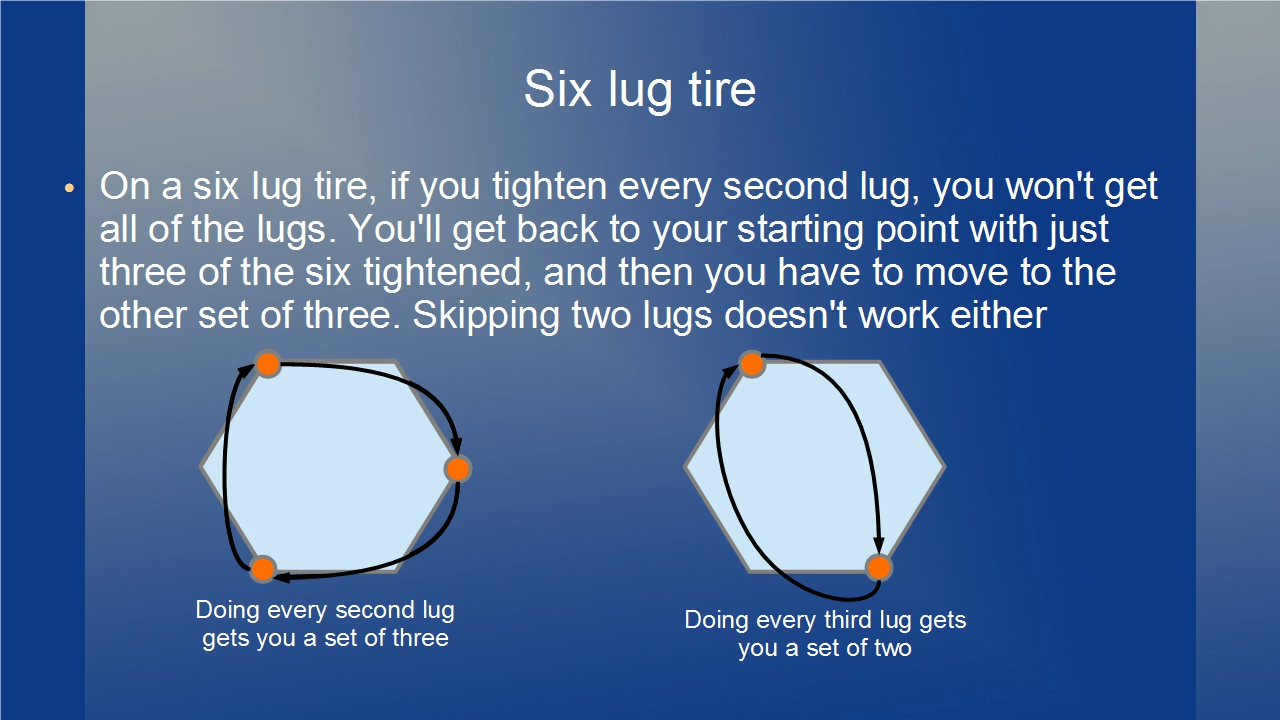 Six lug tire
• On a six lug tire, if you tighten every second lug, you won't get
all of the lugs. You'll get back to your starting point with just
three of the six tightened, and then you have to move to the
other set of three. Skipping two lugs doesn't work either
Doing every second lug
gets you a set of three
Doing every third lug gets
you a set of two